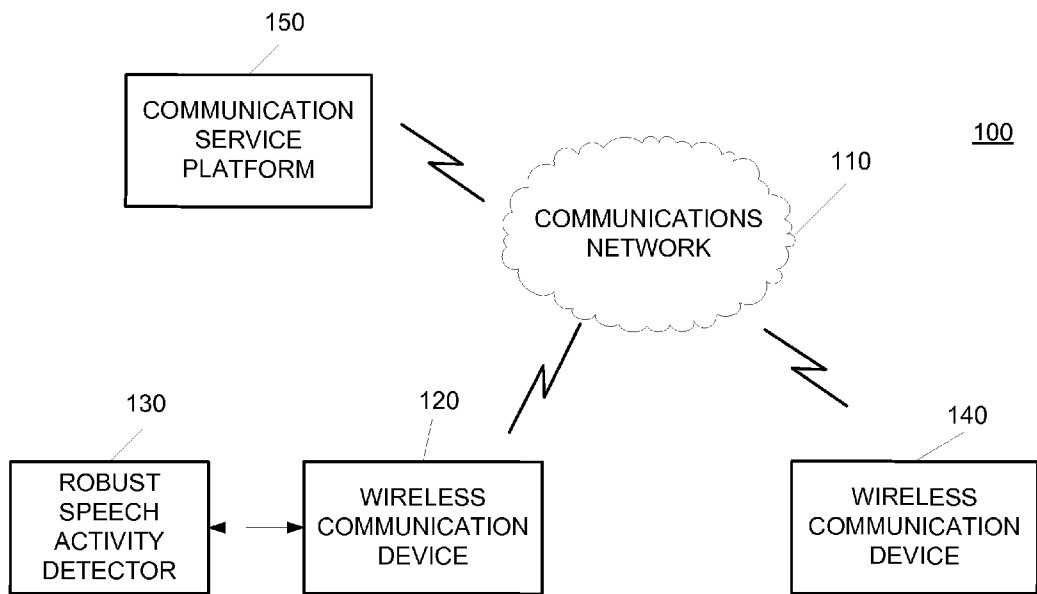 150
COMMUNICATION
SERVICE
PLATFORM
100
110
COMMUNICATIONS
NETWORK
130
ROBUST
SPEECH
ACTIVITY
DETECTOR
120
WIRELESS
COMMUNICATION
DEVICE
140
WIRELESS
COMMUNICATION
DEVICE